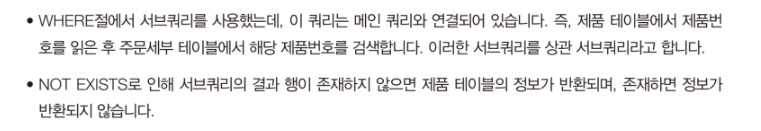 • WHERE절에서 서브쿼리를 사용했는데, 이 쿼리는 메인 쿼리와 연결되어 있습니다. 즉, 제품 테이블에서 제품번
호를 읽은 후 주문세부 테이블에서 해당 제품번호를 검색합니다. 이러한 서브쿼리를 상관 서브쿼리라고 합니다.
• NOT EXISTS로 인해 서브쿼리의 결과 행이 존재하지 않으면 제품 테이블의 정보가 반환되며, 존재하면 정보가
반환되지 않습니다.